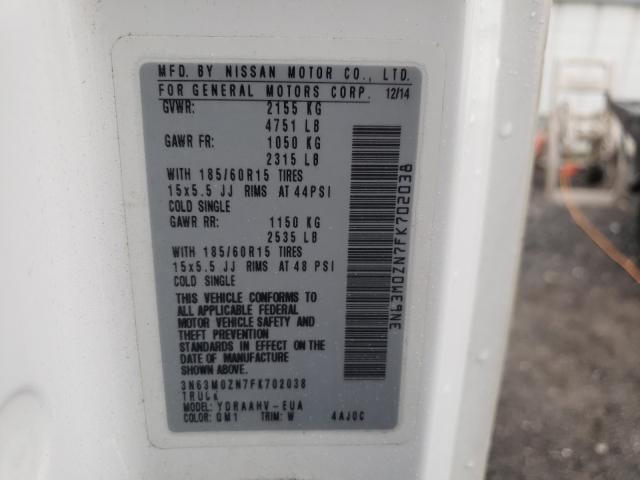 MFD. BY NISSAN MOTOR CO., LTD.
FOR GENERAL MOTORS CORP. 12/14
GVWR: 2155 KG
4751 LB
GAWR FR: 1050 KG
2315 LB
WITH 185/60R15 TIRES
15x5.5 JJ RIMS AT 44PSI
COLD SINGLE
GAWR RR: 1150 KG
2535 LB
WITH 185/60R15 TIRES
15x5.5 JJ RIMS AT 48 PSI
COLD SINGLE
THIS VEHICLE CONFORMS TO
ALL APPLICABLE FEDERAL
MOTOR VEHICLE SAFETY AND
THEFT PREVENTION
STANDARDS IN EFFECT ON THE
DATE OF MANUFACTURE
SHOWN ABOVE.
3N63M0ZN7FK702038
TRUCK
MODEL: YDRAAHV-EUA
COLOR: QM1 TRIM: W 4AJ0C
3N63M0ZN7FK702038